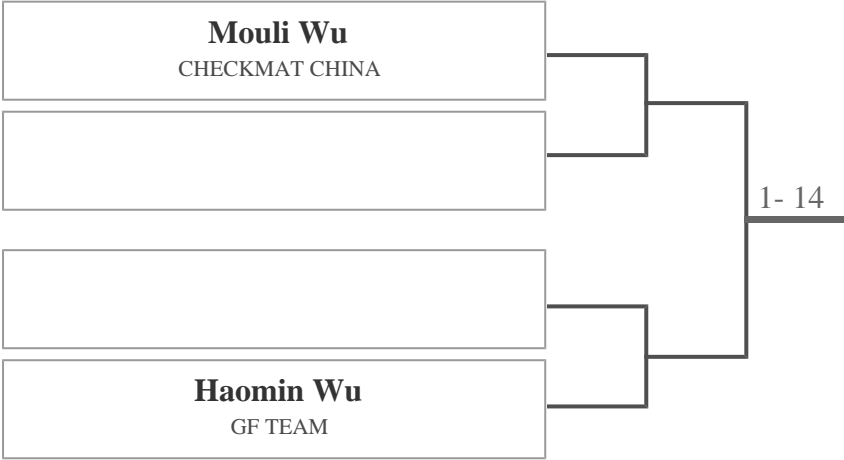 Mouli Wu
CHECKMAT CHINA
1- 14
Haomin Wu
GF TEAM